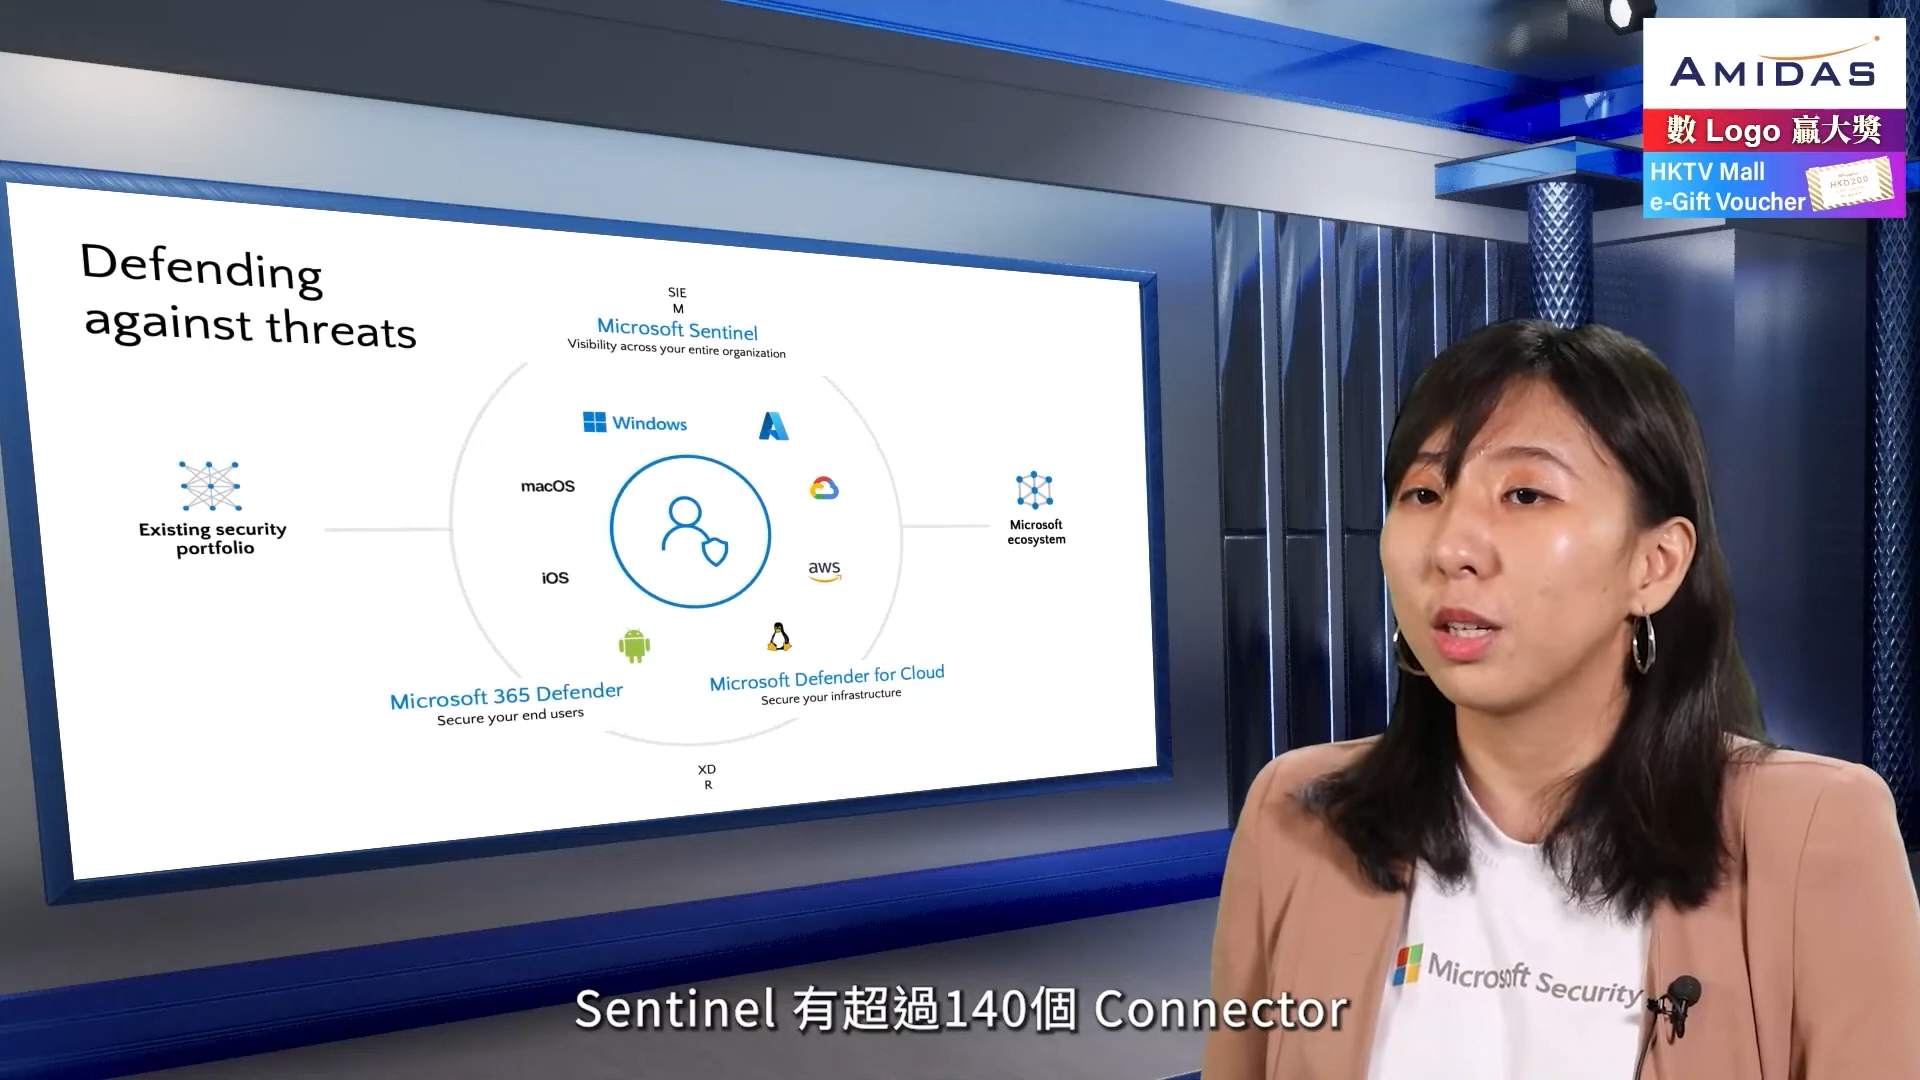 AMIDAS
數 Logo 贏大獎
HKTV Mall
e-Gift Voucher
HKD200
Defending
against threats
SIE
M
Microsoft Sentinel
Visibility across your entire organization
Windows
macOS
iOS
aws
Existing security
portfolio
Microsoft
ecosystem
Microsoft 365 Defender
Secure your end users
Microsoft Defender for Cloud
Secure your infrastructure
XD
R
Microsoft Security
Sentinel 有超過140個 Connector